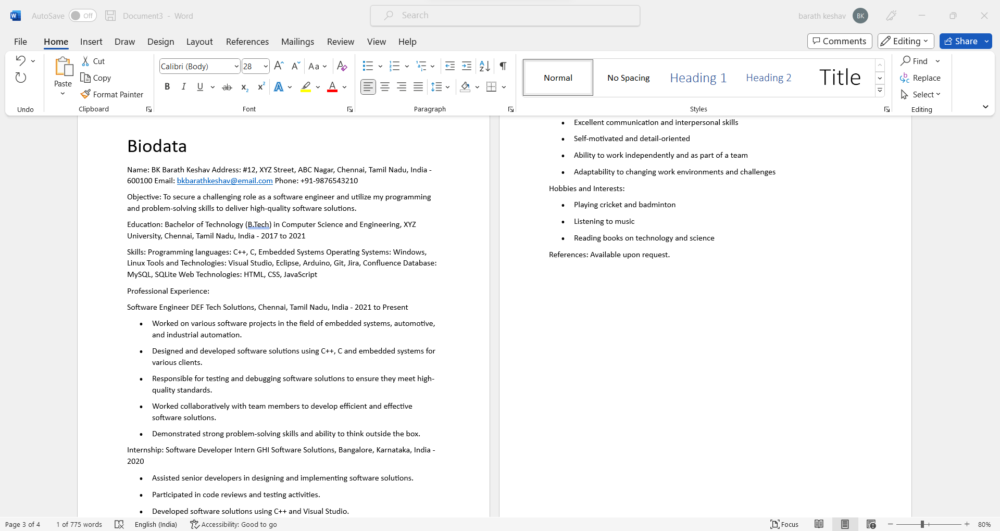 AutoSave Off Document3 - Word Search barath keshav BK
File Home Insert Draw Design Layout References Mailings Review View Help Comments Editing Share
Undo
Paste Cut
Copy
Format Painter
Clipboard
Calibri (Body) 28 Aa
B I U ab x2 x2 A A
Font
Paragraph
Normal No Spacing Heading 1 Heading 2 Title
Styles
Find
Replace
Select
Editing
Biodata
Name: BK Barath Keshav Address: #12, XYZ Street, ABC Nagar, Chennai, Tamil Nadu, India -
600100 Email: bkbarathkeshav@email.com Phone: +91-9876543210
Objective: To secure a challenging role as a software engineer and utilize my programming
and problem-solving skills to deliver high-quality software solutions.
Education: Bachelor of Technology (B.Tech) in Computer Science and Engineering, XYZ
University, Chennai, Tamil Nadu, India - 2017 to 2021
Skills: Programming languages: C++, C, Embedded Systems Operating Systems: Windows,
Linux Tools and Technologies: Visual Studio, Eclipse, Arduino, Git, Jira, Confluence Database:
MySQL, SQLite Web Technologies: HTML, CSS, JavaScript
Professional Experience:
Software Engineer DEF Tech Solutions, Chennai, Tamil Nadu, India - 2021 to Present
• Worked on various software projects in the field of embedded systems, automotive,
and industrial automation.
• Designed and developed software solutions using C++, C and embedded systems for
various clients.
• Responsible for testing and debugging software solutions to ensure they meet high-
quality standards.
• Worked collaboratively with team members to develop efficient and effective
software solutions.
• Demonstrated strong problem-solving skills and ability to think outside the box.
Internship: Software Developer Intern GHI Software Solutions, Bangalore, Karnataka, India -
2020
• Assisted senior developers in designing and implementing software solutions.
• Participated in code reviews and testing activities.
• Developed software solutions using C++ and Visual Studio.
• Excellent communication and interpersonal skills
• Self-motivated and detail-oriented
• Ability to work independently and as part of a team
• Adaptability to changing work environments and challenges
Hobbies and Interests:
• Playing cricket and badminton
• Listening to music
• Reading books on technology and science
References: Available upon request.
Page 3 of 4 1 of 775 words English (India) Accessibility: Good to go Focus 80%